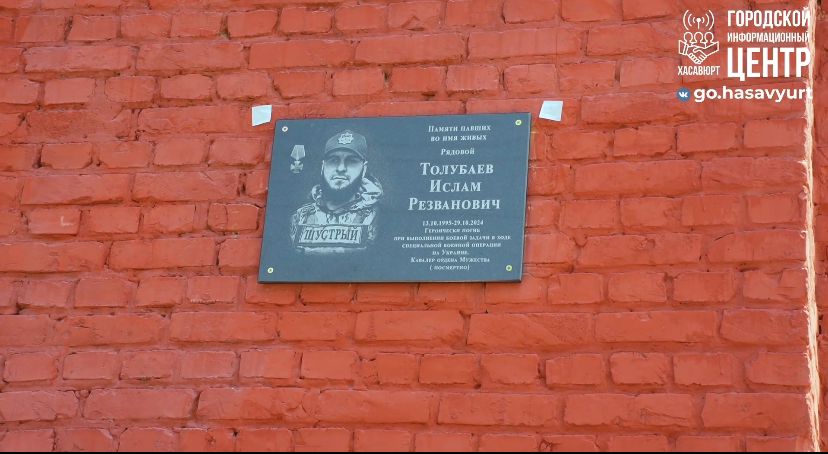 ГОРОДСКОЙ
ИНФОРМАЦИОННЫЙ
ЦЕНТР
ХАСАВЮРТ
go.hasavyurt
Памяти павших
во имя живых
Рядовой
Толубаев
Ислам
Резванович
13.10.1995-29.10.2024
Героически погиб
при выполнении боевой задачи в ходе
специальной военной операции
на Украине.
Кавалер ордена Мужества
( посмертно)
ШУСТРЫЙ